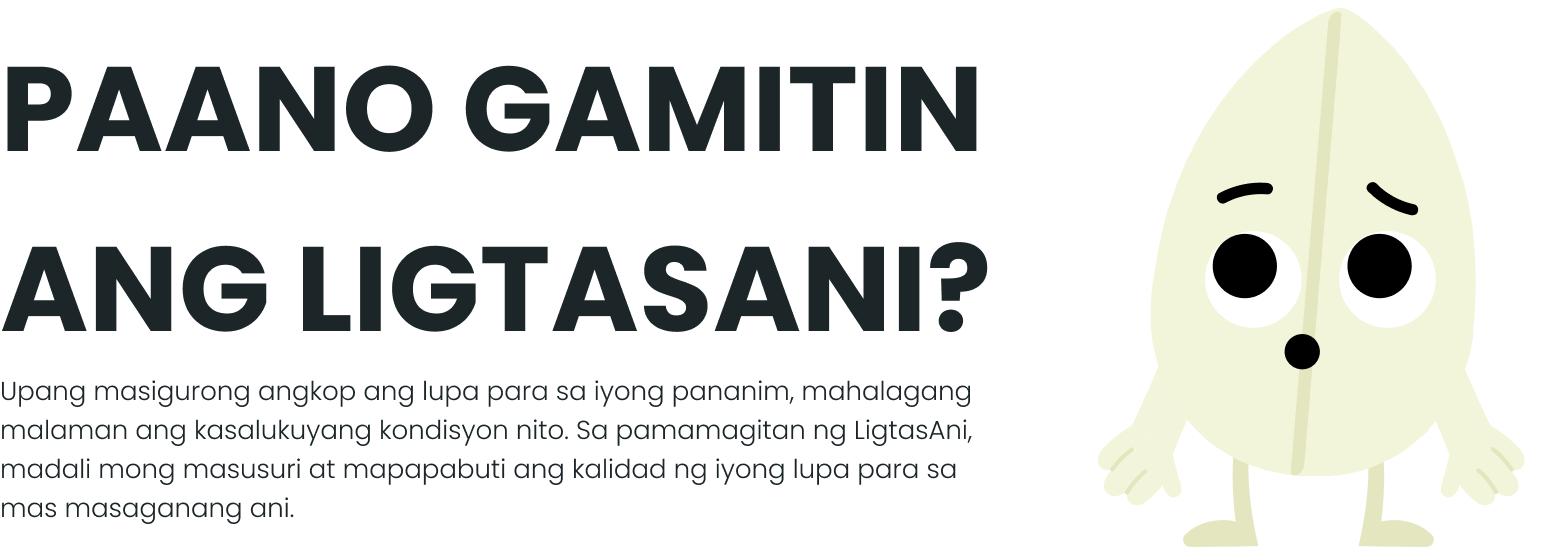 PAANO GAMITIN
ANG LIGTASANI?
Upang masigurong angkop ang lupa para sa iyong pananim, mahalagang
malaman ang kasalukuyang kondisyon nito. Sa pamamagitan ng LigtasAni,
madali mong masusuri at mapapabuti ang kalidad ng iyong lupa para sa
mas masaganang ani.